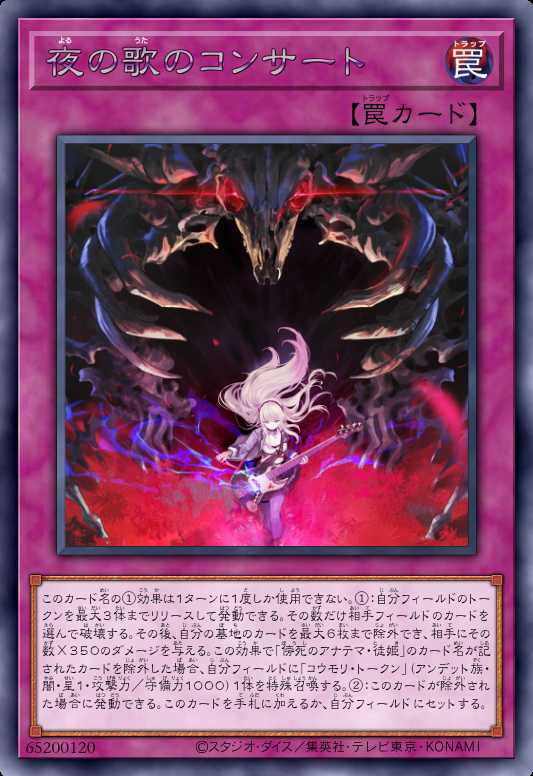 夜の歌のコンサート
罠
【罠カード】
このカード名の①効果は1ターンに1度しか使用できない。①:自分フィールドのトー
クンを最大3体までリリースして発動できる。その数だけ相手フィールドのカードを
選んで破壊する。その後、自分の墓地のカードを最大6枚まで除外でき、相手にその
数×350のダメージを与える。この効果で「瀕死のアナテマ・法姫」のカード名が記
されたカードを除外した場合、自分フィールドに「コウモリ・トークン」(アンデット族・
闇・星1・攻撃力/守備力1000)1体を特殊召喚する。②:このカードが除外され
た場合に発動できる。このカードを手札に加えるか、自分フィールドにセットする。
65200120
©スタジオ・ダイス/集英社・テレビ東京・KONAMI